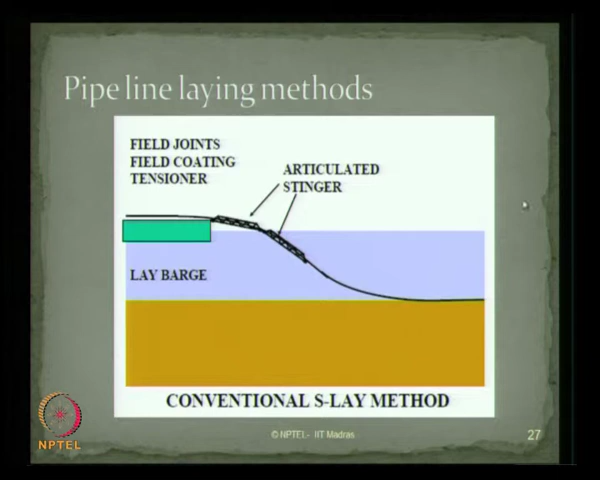 Pipe line laying methods
FIELD JOINTS
FIELD COATING
TENSIONER
ARTICULATED
STINGER
LAY BARGE
CONVENTIONAL S-LAY METHOD
NPTEL
© NPTEL - IIT Madras
27